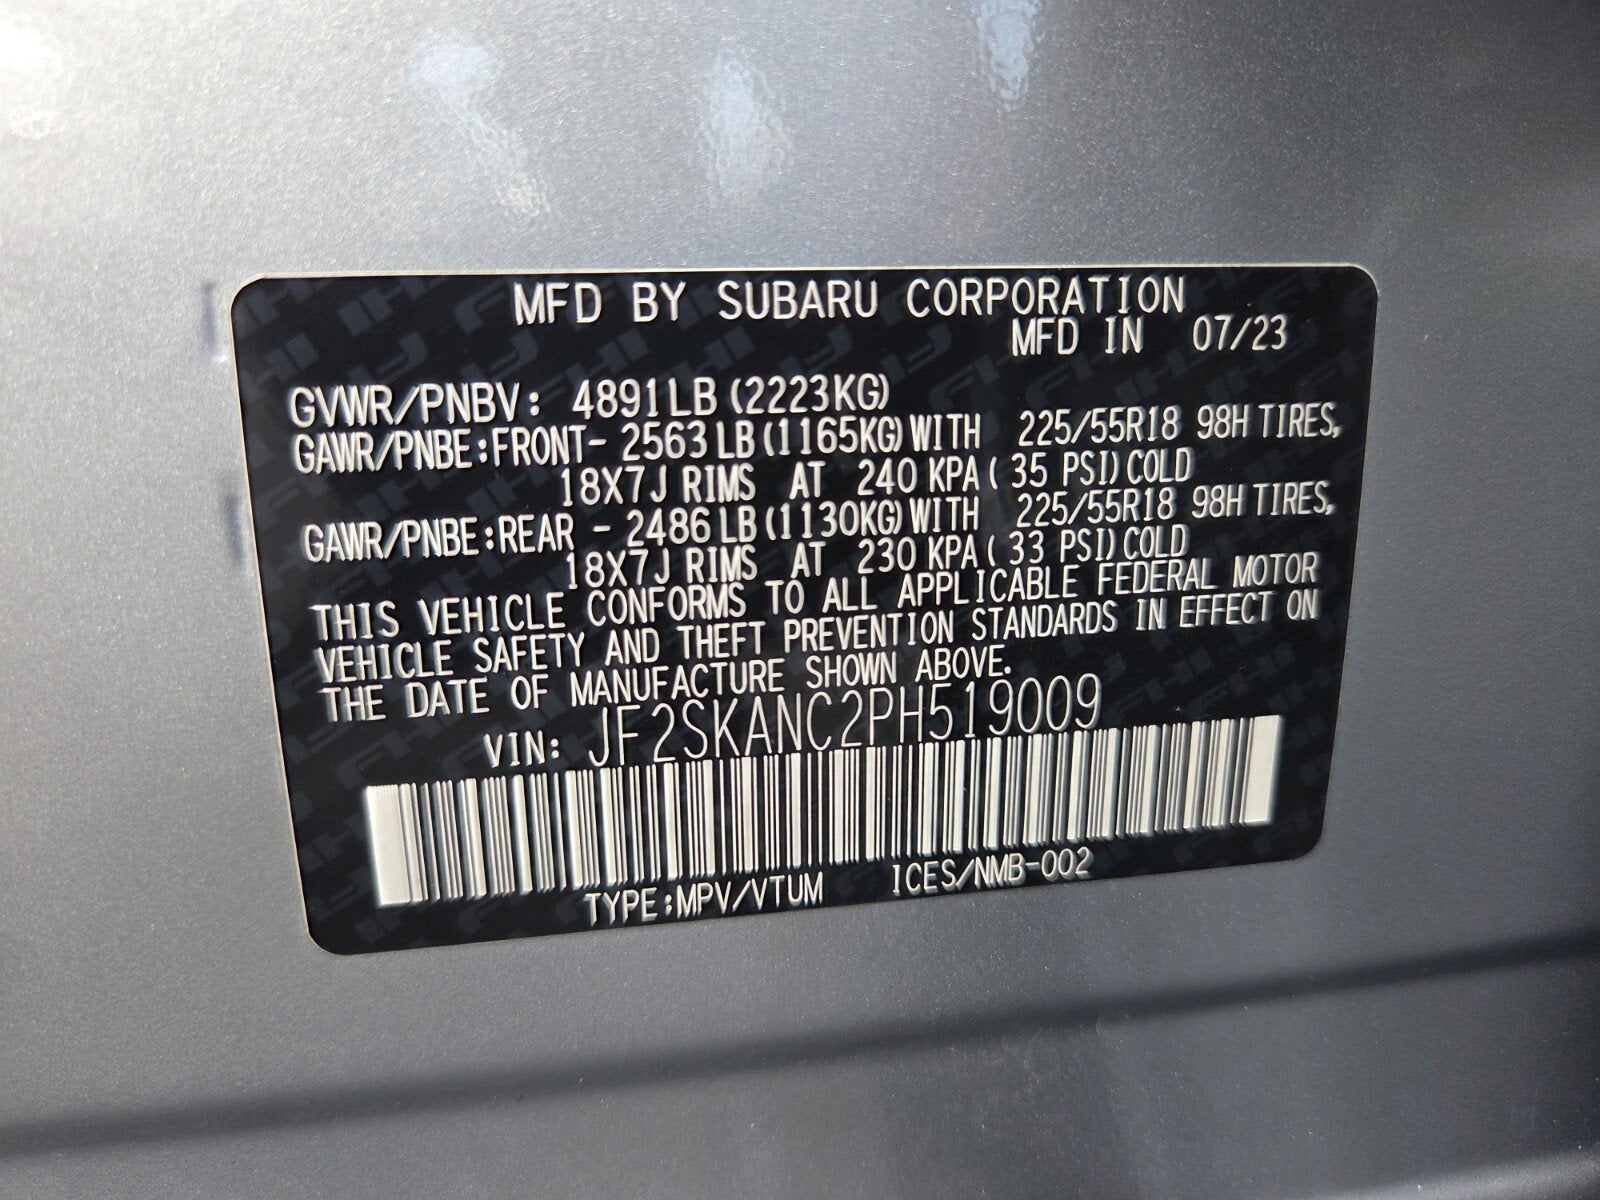 MFD BY SUBARU CORPORATION
MFD IN 07/23
GVWR/PNBV: 4891LB (2223KG)
GAWR/PNBE:FRONT- 2563 LB (1165KG) WITH 225/55R18 98H TIRES,
18X7J RIMS AT 240 KPA ( 35 PSI) COLD
GAWR/PNBE:REAR - 2486 LB (1130KG) WITH 225/55R18 98H TIRES,
18X7J RIMS AT 230 KPA ( 33 PSI) COLD
THIS VEHICLE CONFORMS TO ALL APPLICABLE FEDERAL MOTOR
VEHICLE SAFETY AND THEFT PREVENTION STANDARDS IN EFFECT ON
THE DATE OF MANUFACTURE SHOWN ABOVE.
VIN: JF2SKANC2PH519009
TYPE:MPV/VTUM ICES/NMB-002